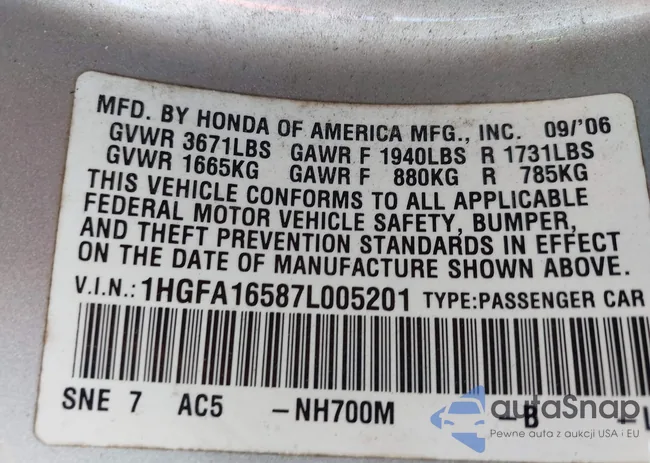 MFD. BY HONDA OF AMERICA MFG., INC. 09/'06
GVWR 3671LBS GAWR F 1940LBS R 1731LBS
GVWR 1665KG GAWR F 880KG R 785KG
THIS VEHICLE CONFORMS TO ALL APPLICABLE
FEDERAL MOTOR VEHICLE SAFETY, BUMPER,
AND THEFT PREVENTION STANDARDS IN EFFECT
ON THE DATE OF MANUFACTURE SHOWN ABOVE.
V.I.N.: 1HGFA16587L005201 TYPE:PASSENGER CAR
SNE 7 AC5 -NH700M -B
autoSnap
Pewne auta z aukcji USA i EU